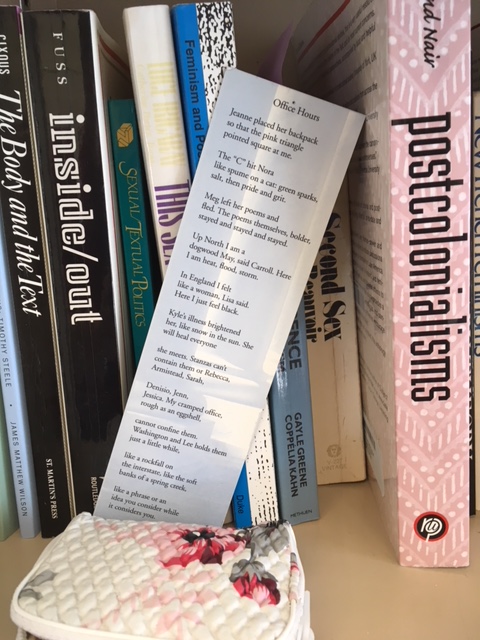 CIXOUS
The Body and the Text
TIMOTHY STEELE
JAMES MATTHEW WILSON
FUSS
inside/out
ST. MARTIN'S PRESS
SEXUAL/TEXTUAL POLITICS
Feminism and
Duke
Office Hours
Jeanne placed her backpack
so that the pink triangle
pointed square at me.
The "C" hit Nora
like spume on a cat: green sparks,
salt, then pride and grit.
Meg left her poems and
fled. The poems themselves, bolder,
stayed and stayed and stayed.
Up North I am a
dogwood May, said Carroll. Here
I am heat, flood, storm.
In England I felt
like a woman, Lisa said.
Here I just feel black.
Kyle's illness brightened
her, like snow in the sun. She
will heal everyone
she meets. Stanzas can't
contain them or Rebecca,
Armistead, Sarah,
Denisio, Jenn,
Jessica. My cramped office,
rough as an eggshell,
cannot confine them.
Washington and Lee holds them
just a little while,
like a rockfall on
the interstate, like the soft
banks of a spring creek,
like a phrase or an
idea you consider while
it considers you.
Second Sex
GAYLE GREENE
COPPELIA KAHN
METHUEN
Nair
postcolonialisms